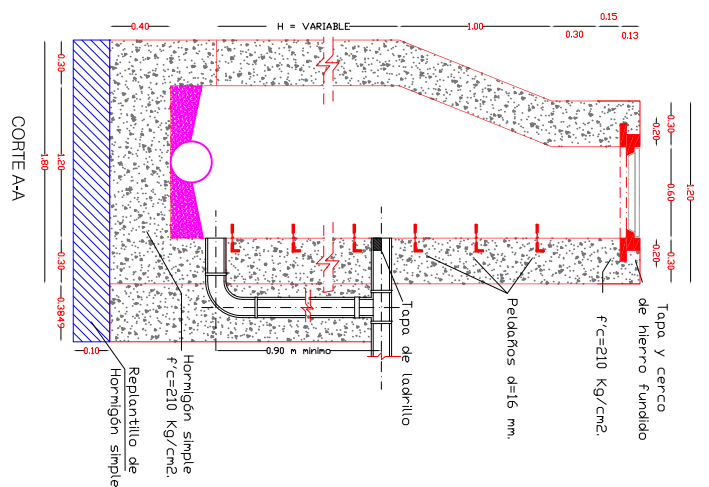 0.40
H = VARIABLE
1.00
0.30
0.15
0.13
0.30
1.20
1.80
0.30
0.3849
0.10
0.30
0.20
0.60
1.20
0.20
0.30
0.90 m mínimo
CORTE A-A
Tapa y cerco
de hierro fundido
f'c=210 Kg/cm2.
Peldaños d=16 mm.
Tapa de ladrillo
Hormigón simple
f'c=210 Kg/cm2.
Replantillo de
Hormigón simple